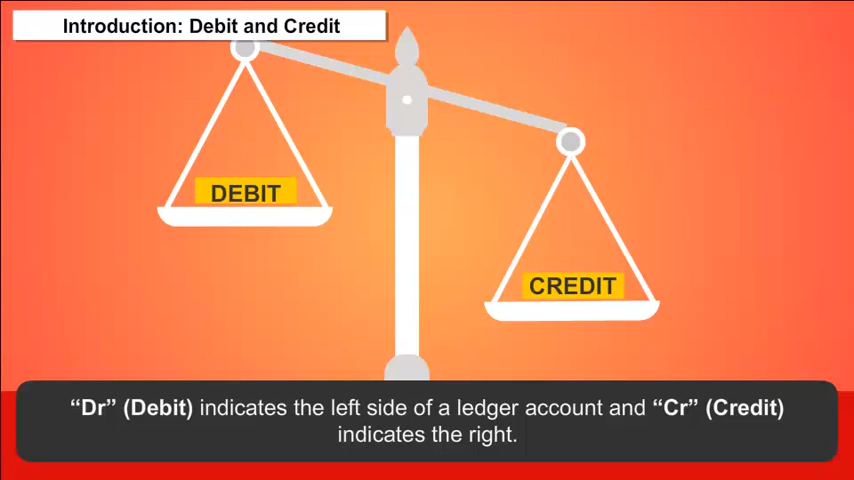 Introduction: Debit and Credit
DEBIT
CREDIT
“Dr” (Debit) indicates the left side of a ledger account and “Cr” (Credit)
indicates the right.